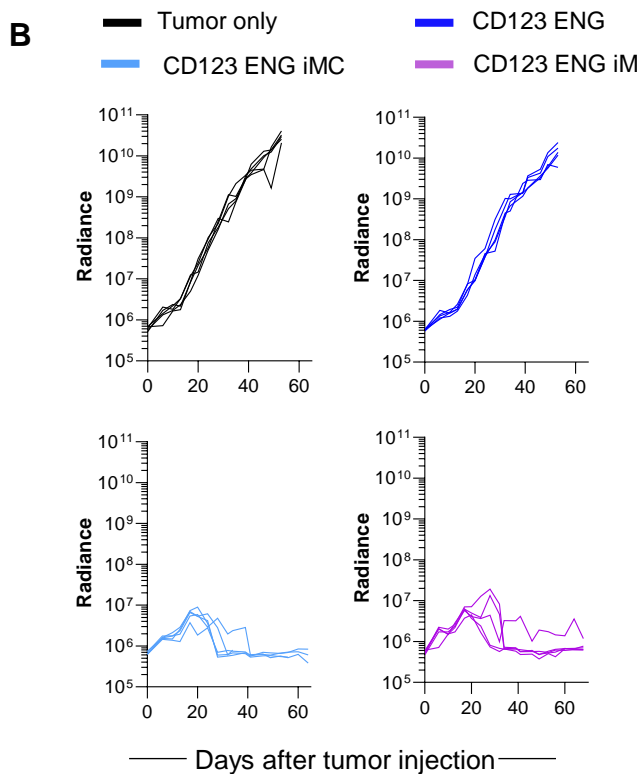 B
Tumor only
CD123 ENG
CD123 ENG iMC
CD123 ENG iM
Radiance
10¹¹
10¹⁰
10⁹
10⁸
10⁷
10⁶
10⁵
0 20 40 60
Radiance
10¹¹
10¹⁰
10⁹
10⁸
10⁷
10⁶
10⁵
0 20 40 60
Radiance
10¹¹
10¹⁰
10⁹
10⁸
10⁷
10⁶
10⁵
0 20 40 60
Radiance
10¹¹
10¹⁰
10⁹
10⁸
10⁷
10⁶
10⁵
0 20 40 60
Days after tumor injection